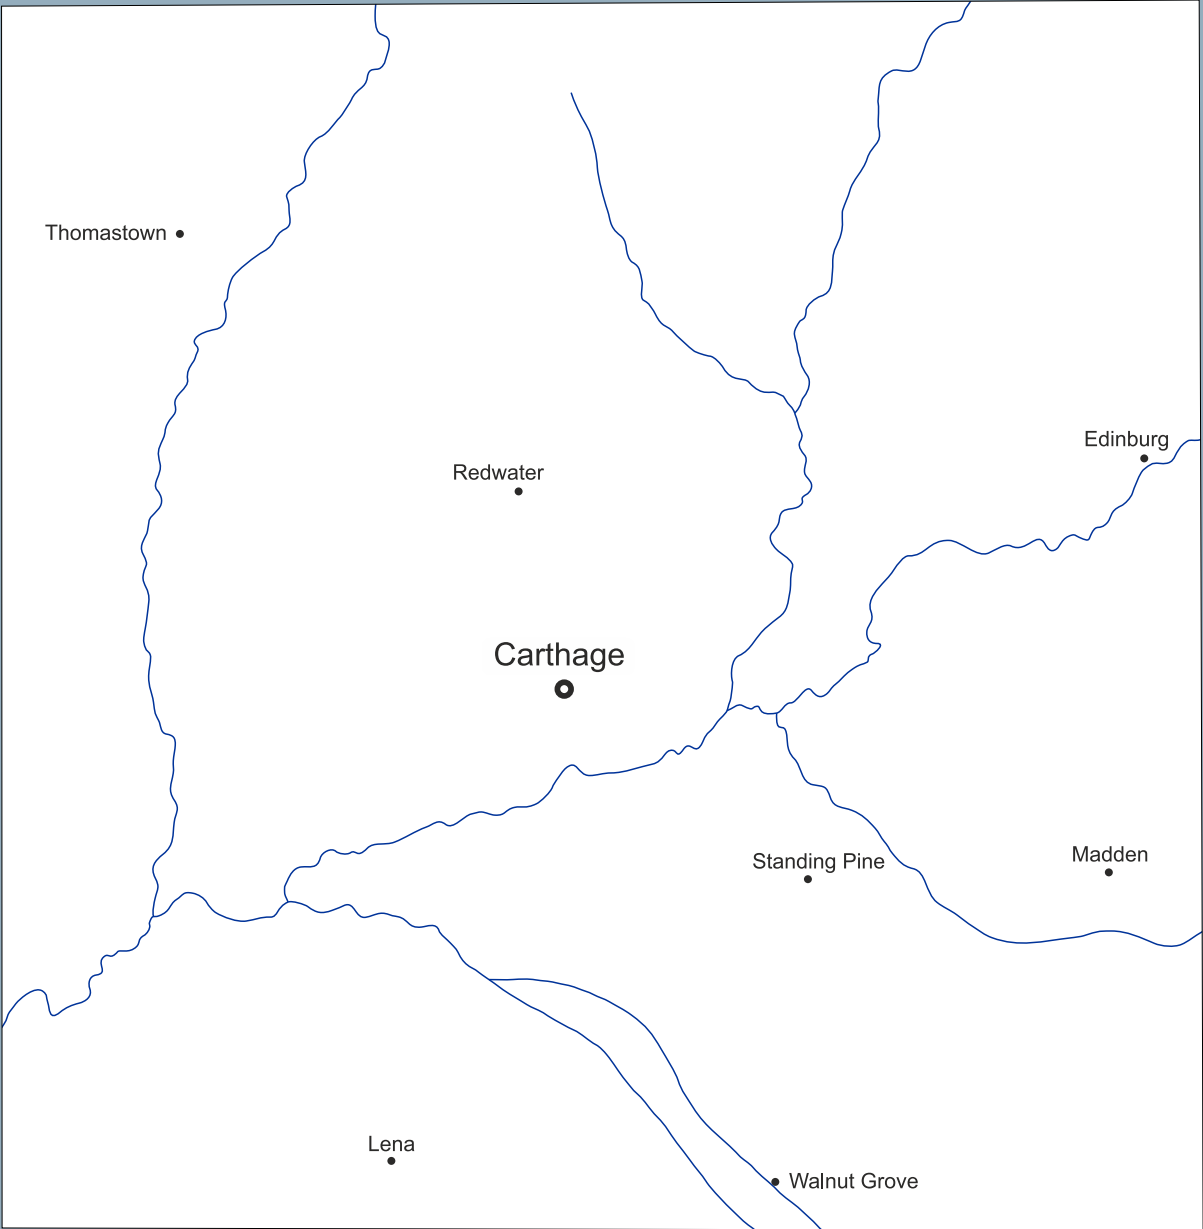 Thomastown
Edinburg
Redwater
Carthage
Madden
Standing Pine
Lena
Walnut Grove